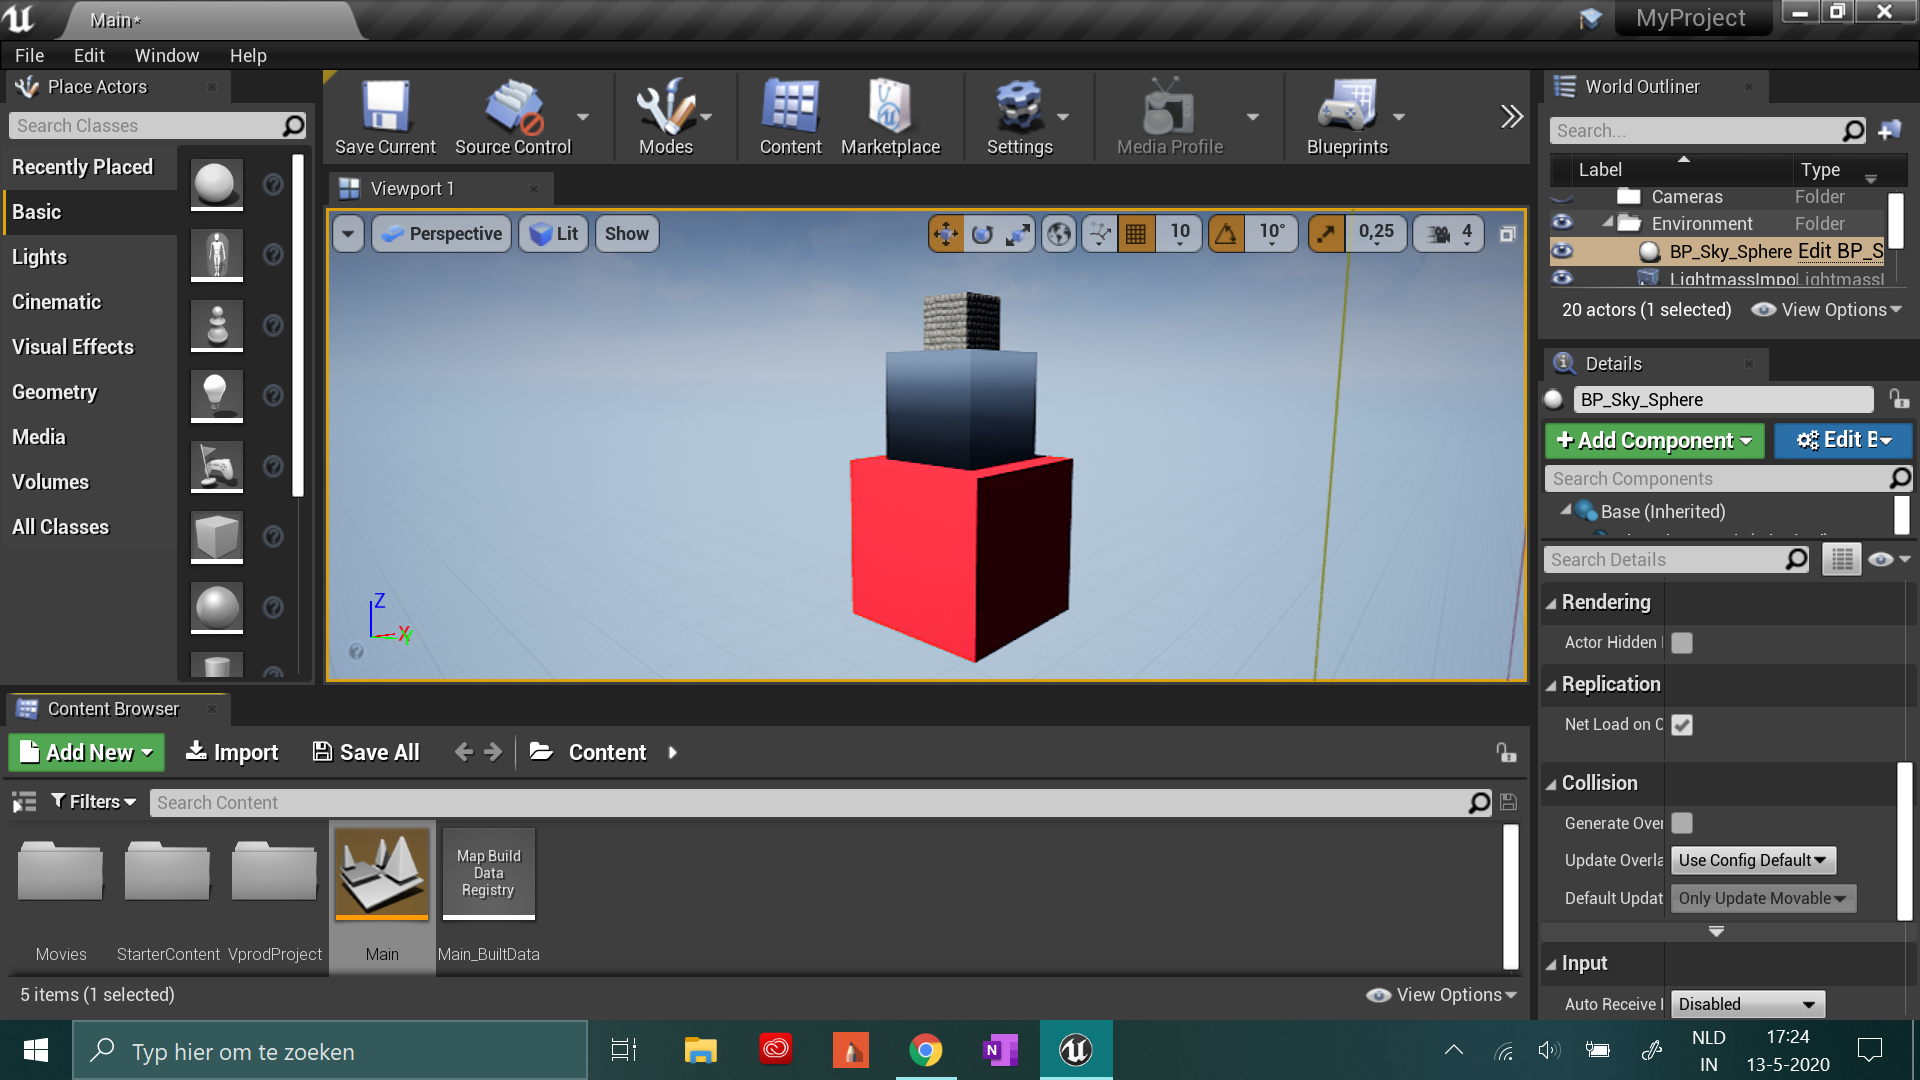 Main*
MyProject
File Edit Window Help
Place Actors
Search Classes
Recently Placed
Basic
Lights
Cinematic
Visual Effects
Geometry
Media
Volumes
All Classes
Save Current
Source Control
Modes
Content
Marketplace
Settings
Media Profile
Blueprints
Viewport 1
Perspective
Lit
Show
10
10°
0,25
4
Z
X
Y
World Outliner
Search...
Label Type
Cameras Folder
Environment Folder
BP_Sky_Sphere Edit BP_S
LightmassImpo LightmassI
20 actors (1 selected) View Options
Details
BP_Sky_Sphere
+Add Component Edit B
Search Components
Base (Inherited)
Search Details
Rendering
Actor Hidden
Replication
Net Load on C
Collision
Generate Over
Update Overla Use Config Default
Default Updat Only Update Movable
Input
Auto Receive Disabled
Content Browser
Add New Import Save All Content
Filters Search Content
Map Build
Data
Registry
Movies StarterContent VprodProject Main Main_BuiltData
5 items (1 selected) View Options
Typ hier om te zoeken
N
NLD
IN
17:24
13-5-2020